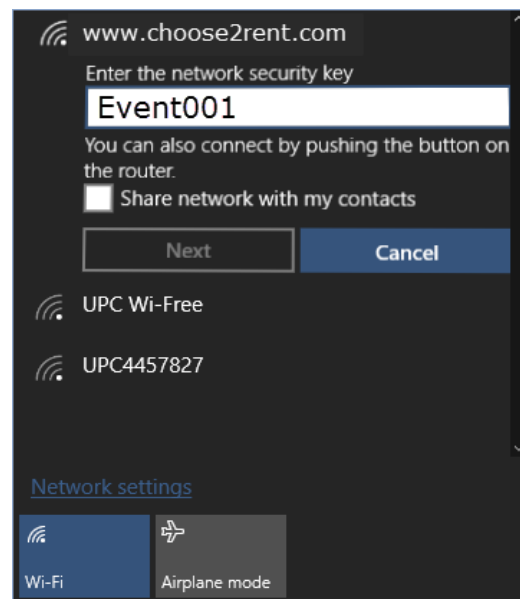 www.choose2rent.com
Enter the network security key
Event001
You can also connect by pushing the button on
the router.
Share network with my contacts
Next
Cancel
UPC Wi-Free
UPC4457827
Network settings
Wi-Fi
Airplane mode